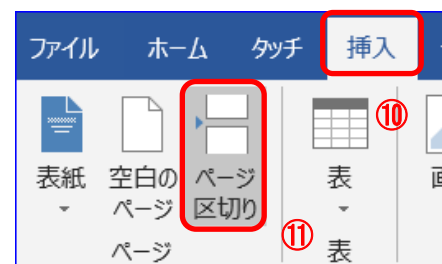 ファイル ホーム タッチ 挿入
⑩
表紙 空白の ページ 表
ページ 区切り
⑪
ページ 表